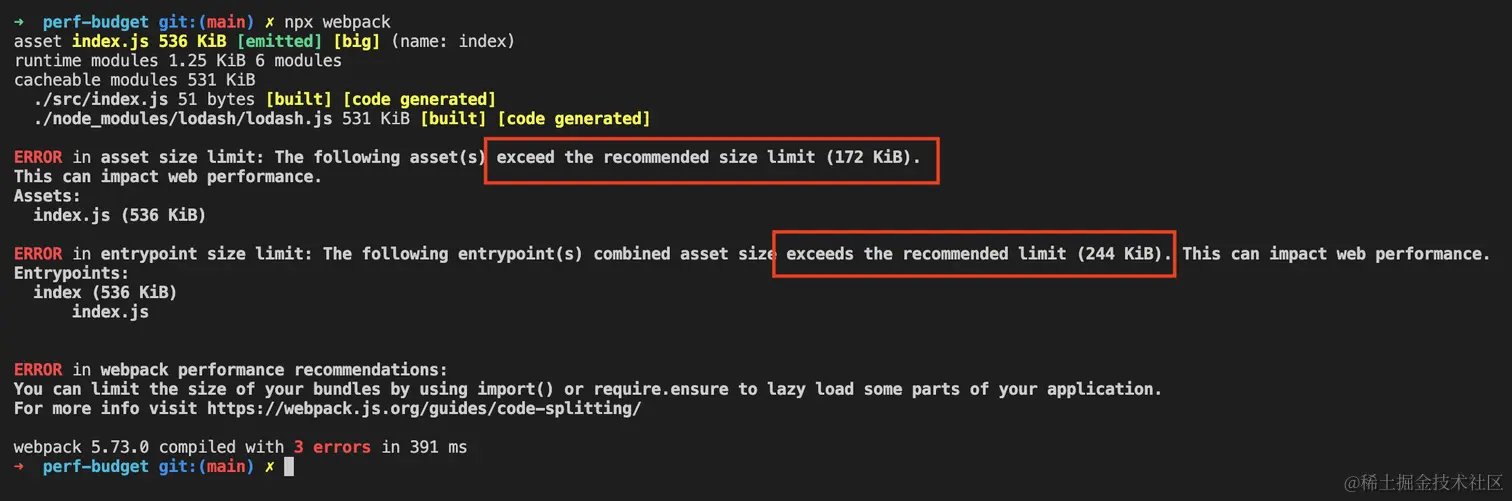 ➜  perf-budget git:(main) ✗ npx webpack
asset index.js 536 KiB [emitted] [big] (name: index)
runtime modules 1.25 KiB 6 modules
cacheable modules 531 KiB
  ./src/index.js 51 bytes [built] [code generated]
  ./node_modules/lodash/lodash.js 531 KiB [built] [code generated]
ERROR in asset size limit: The following asset(s) exceed the recommended size limit (172 KiB).
This can impact web performance.
Assets:
  index.js (536 KiB)
ERROR in entrypoint size limit: The following entrypoint(s) combined asset size exceeds the recommended limit (244 KiB). This can impact web performance.
Entrypoints:
  index (536 KiB)
      index.js
ERROR in webpack performance recommendations:
You can limit the size of your bundles by using import() or require.ensure to lazy load some parts of your application.
For more info visit https://webpack.js.org/guides/code-splitting/
webpack 5.73.0 compiled with 3 errors in 391 ms
➜  perf-budget git:(main) ✗
@稀土掘金技术社区